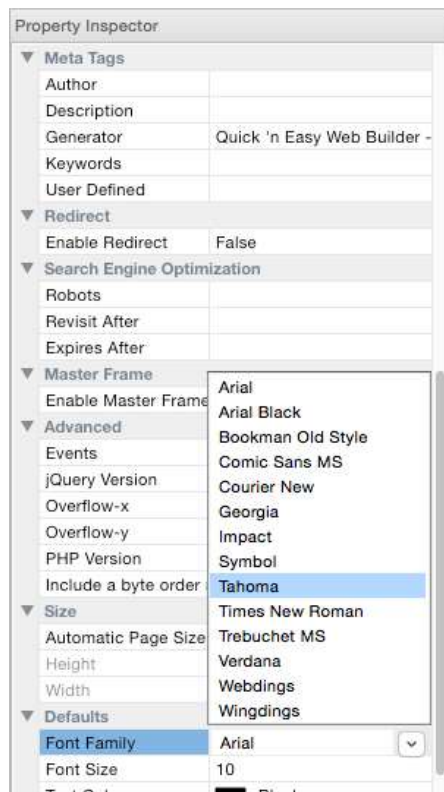 Property Inspector
Meta Tags
Author
Description
Generator Quick 'n Easy Web Builder -
Keywords
User Defined
Redirect
Enable Redirect False
Search Engine Optimization
Robots
Revisit After
Expires After
Master Frame
Enable Master Frame
Advanced
Events
jQuery Version
Overflow-x
Overflow-y
PHP Version
Include a byte order
Size
Automatic Page Size
Height
Width
Arial
Arial Black
Bookman Old Style
Comic Sans MS
Courier New
Georgia
Impact
Symbol
Tahoma
Times New Roman
Trebuchet MS
Verdana
Webdings
Wingdings
Defaults
Font Family Arial
Font Size 10